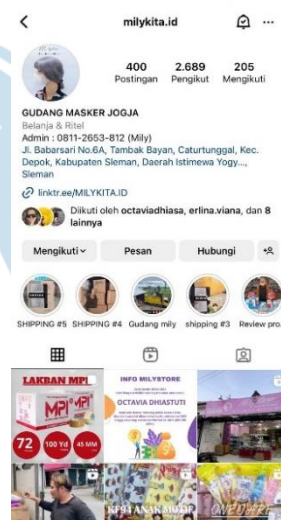 milykita.id
400
2.689
205
Postingan
Pengikut
Mengikuti
GUDANG MASKER JOGJA
Belanja & Ritel
Admin : 0811-2653-812 (Mily)
Jl. Babarsari No.6A, Tambak Bayan, Caturtunggal, Kec.
Depok, Kabupaten Sleman, Daerah Istimewa Yogy...,
Sleman
linktr.ee/MILYKITA.ID
Diikuti oleh octaviadhiasa, erlina.viana, dan 8
lainnya
Mengikuti
Pesan
Hubungi
SHIPPING #5
SHIPPING #4
Gudang mily
shipping #3
Review pro
LAKBAN MPI
MPI MPI
72
100 Yd
45 MM
INFO MILYSTORE
OCTAVIA DHIASTUTI
KF94 ANAK MOTIF